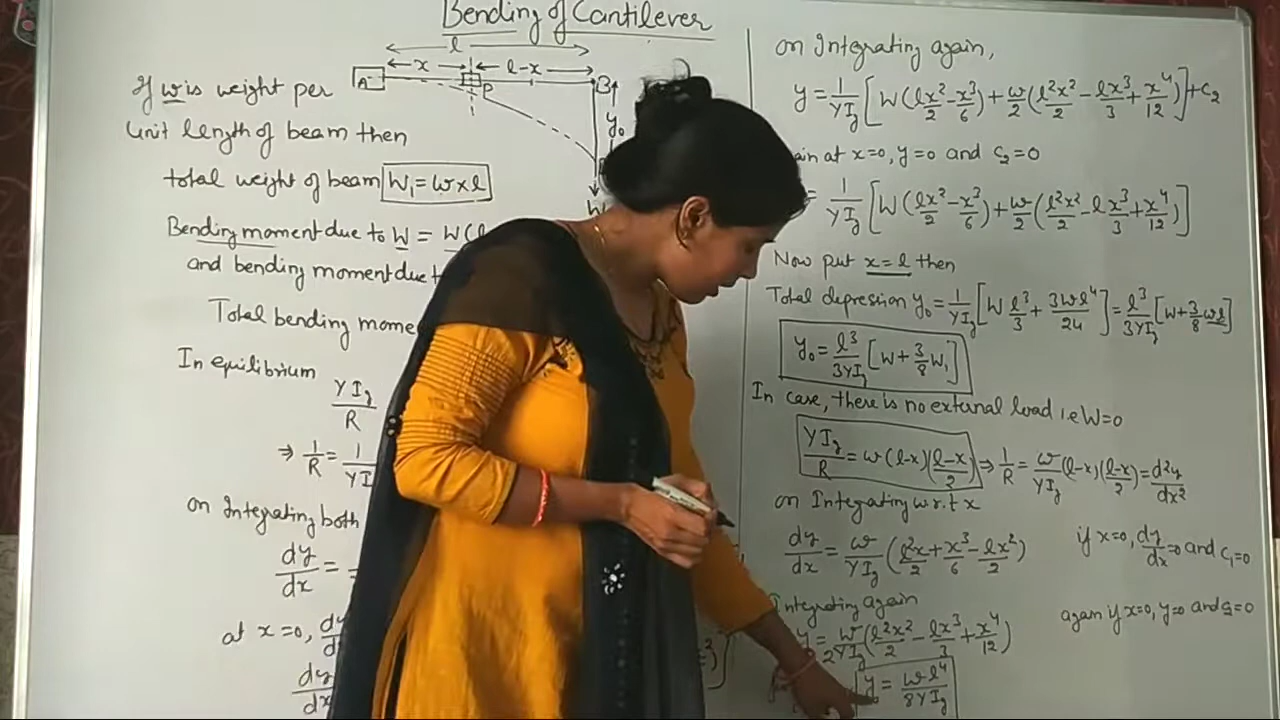 Bending of Cantilever
l
x l-x
A P B
y₀
If w is weight per
Unit length of beam then
total weight of beam W₁ = w x l
W
Bending moment due to W = W(l
and bending moment due t
Total bending mome
In equilibrium
YI_g/R
⇒ 1/R = 1/YI
on Integrating both
dy/dx =
at x=0, dy/d
dy/dx
on Integrating again,
y = 1/YI_g [W(lx²/2 - x³/6) + w/2(l²x²/2 - lx³/3 + x⁴/12)] + c₂
ain at x=0, y=0 and c₂=0
= 1/YI_g [W(lx²/2 - x³/6) + w/2(l²x²/2 - l x³/3 + x⁴/12)]
Now put x = l then
Total depression y₀ = 1/YI_g [W l³/3 + 3wl⁴/24] = l³/3YI_g [W + 3/8 wl]
y₀ = l³/3YI_g [W + 3/8 W₁]
In case, there is no external load i.e W=0
YI_g/R = w(l-x)(l-x/2) ⇒ 1/R = w/YI_g (l-x)(l-x/2) = d²y/dx²
on Integrating w.r.t x
dy/dx = w/YI_g (l²x/2 + x³/6 - lx²/2) if x=0, dy/dx=0 and c₁=0
Integrating again
y = w/2YI_g (l²x²/2 - lx³/3 + x⁴/12) again if x=0, y=0 and c₂=0
y = wl⁴/8YI_g